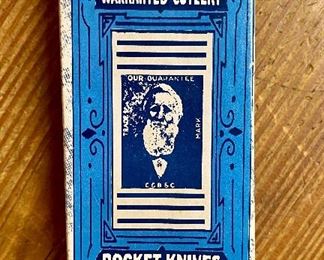 WARRANTED CUTLERY
OUR GUARANTEE
TRADE MARK
C.C.B.&C.
POCKET KNIVES